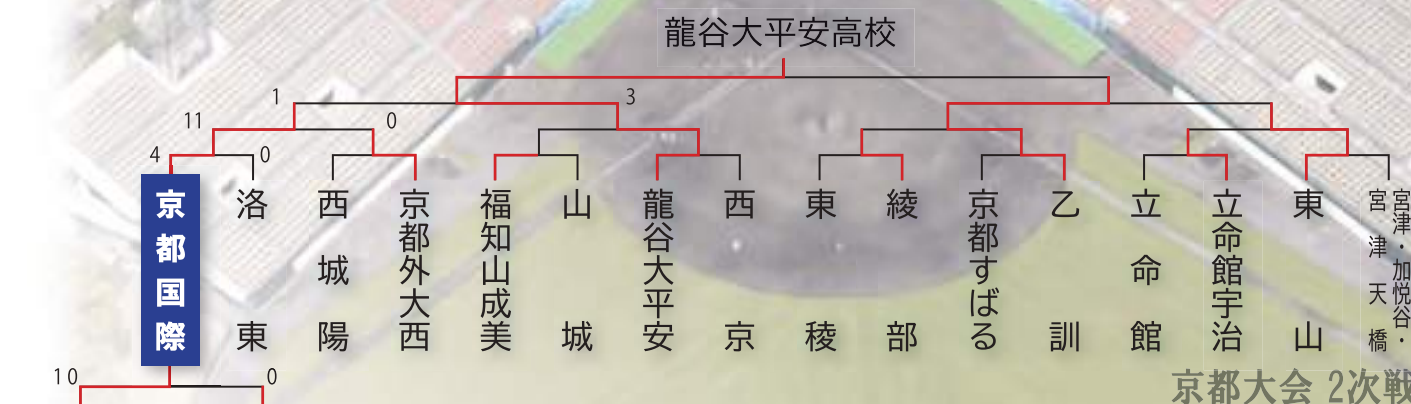 龍谷大平安高校
1
3
11
0
4
0
京都国際
洛東
西城陽
京都外大西
福知山成美
山城
龍谷大平安
西京
東稜
綾部
京都すばる
乙訓
立命館
立命館宇治
東山
宮津・加悦谷・
宮津天橋
10
0
京都大会 2次戦